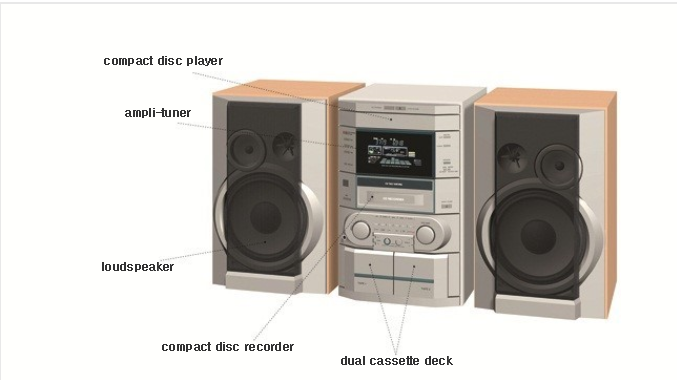 compact disc player
ampli-tuner
loudspeaker
compact disc recorder
dual cassette deck